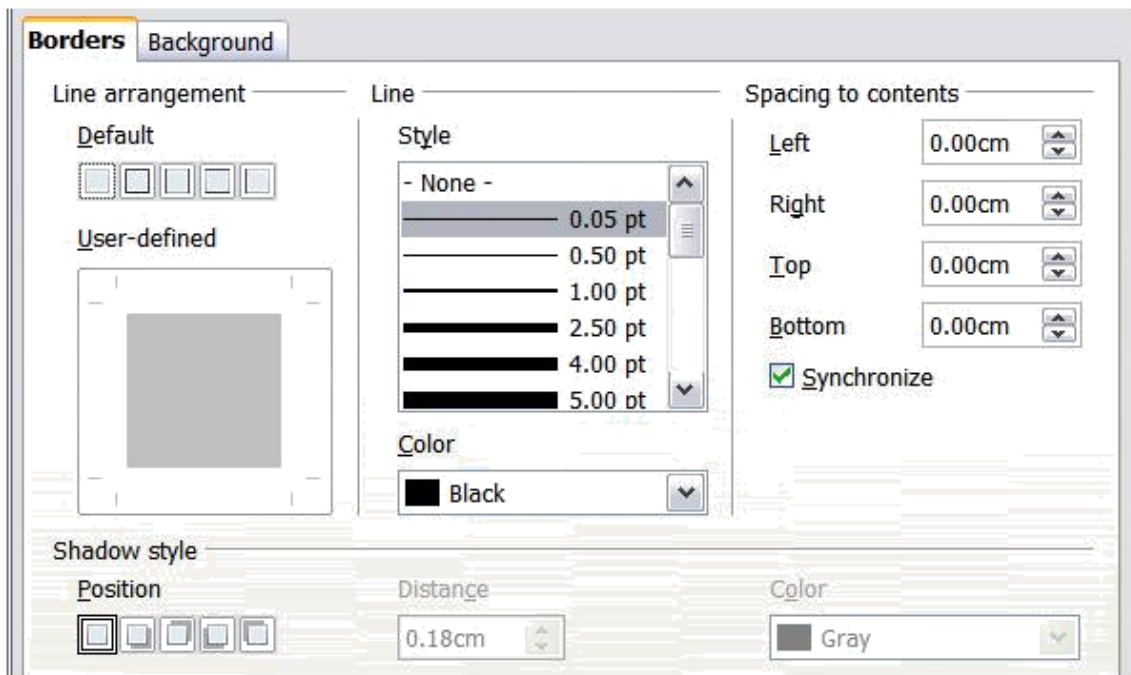 Borders Background
Line arrangement
Default
User-defined
Line
Style
- None -
0.05 pt
0.50 pt
1.00 pt
2.50 pt
4.00 pt
5.00 pt
Color
Black
Spacing to contents
Left 0.00cm
Right 0.00cm
Top 0.00cm
Bottom 0.00cm
Synchronize
Shadow style
Position
Distance
0.18cm
Color
Gray